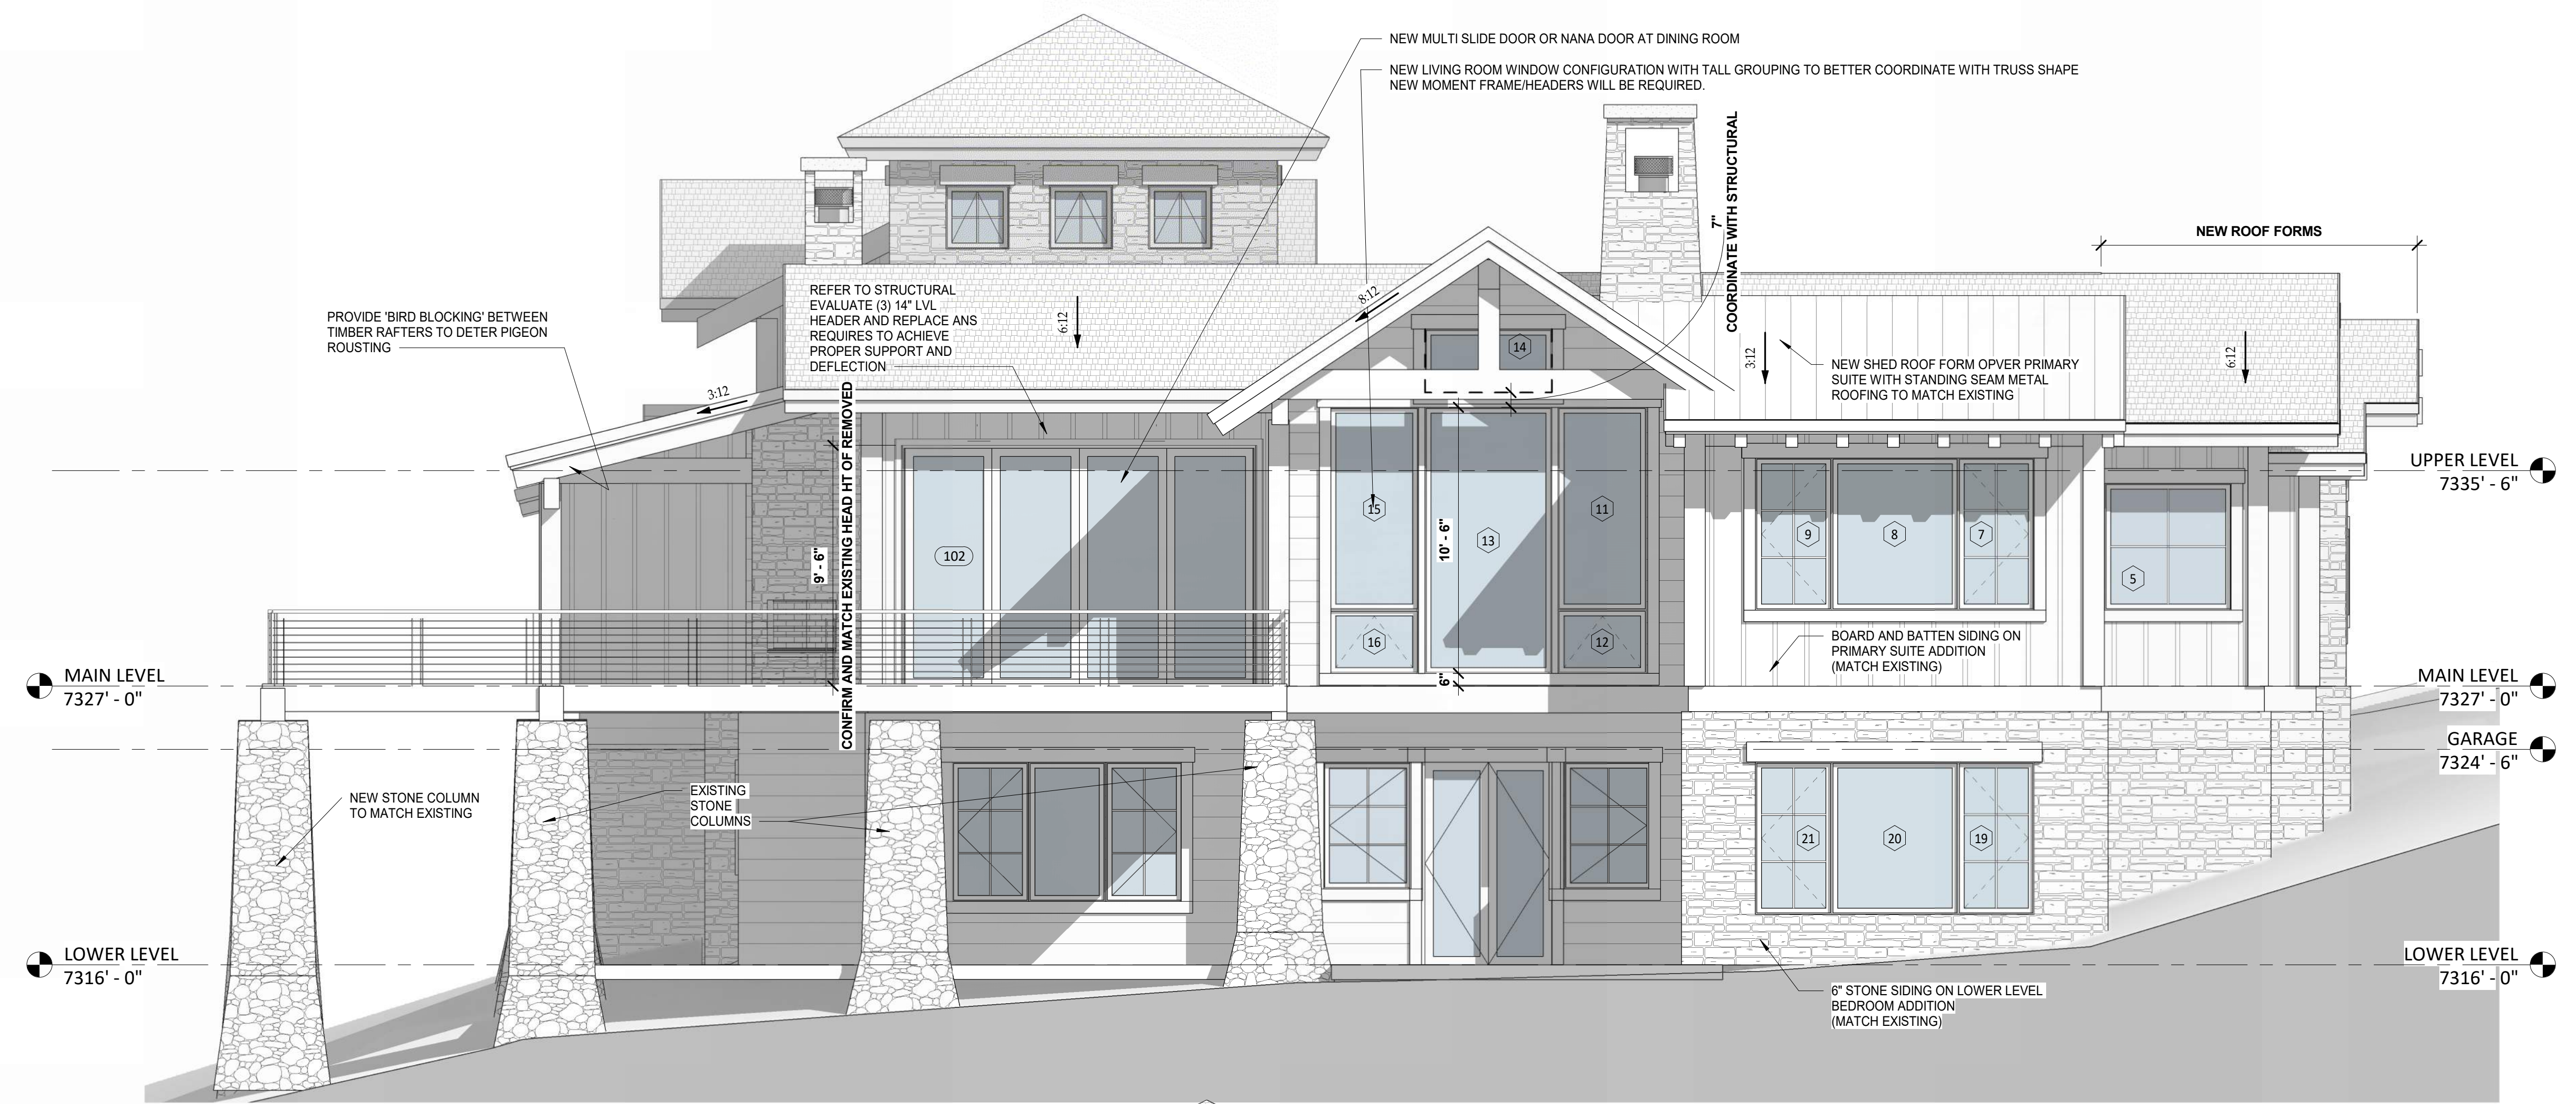 NEW MULTI SLIDE DOOR OR NANA DOOR AT DINING ROOM
NEW LIVING ROOM WINDOW CONFIGURATION WITH TALL GROUPING TO BETTER COORDINATE WITH TRUSS SHAPE
NEW MOMENT FRAME/HEADERS WILL BE REQUIRED.
7"
COORDINATE WITH STRUCTURAL
NEW ROOF FORMS
REFER TO STRUCTURAL
EVALUATE (3) 14" LVL
HEADER AND REPLACE ANS
REQUIRES TO ACHIEVE
PROPER SUPPORT AND
DEFLECTION
PROVIDE 'BIRD BLOCKING' BETWEEN
TIMBER RAFTERS TO DETER PIGEON
ROUSTING
6:12
8:12
3:12
6:12
3:12
14
NEW SHED ROOF FORM OPVER PRIMARY
SUITE WITH STANDING SEAM METAL
ROOFING TO MATCH EXISTING
UPPER LEVEL
7335' - 6"
9' - 6"
CONFIRM AND MATCH EXISTING HEAD HT OF REMOVED
102
15
13
11
10' - 6"
9
8
7
5
16
12
6"
BOARD AND BATTEN SIDING ON
PRIMARY SUITE ADDITION
(MATCH EXISTING)
MAIN LEVEL
7327' - 0"
MAIN LEVEL
7327' - 0"
GARAGE
7324' - 6"
NEW STONE COLUMN
TO MATCH EXISTING
EXISTING
STONE
COLUMNS
21
20
19
LOWER LEVEL
7316' - 0"
LOWER LEVEL
7316' - 0"
6" STONE SIDING ON LOWER LEVEL
BEDROOM ADDITION
(MATCH EXISTING)